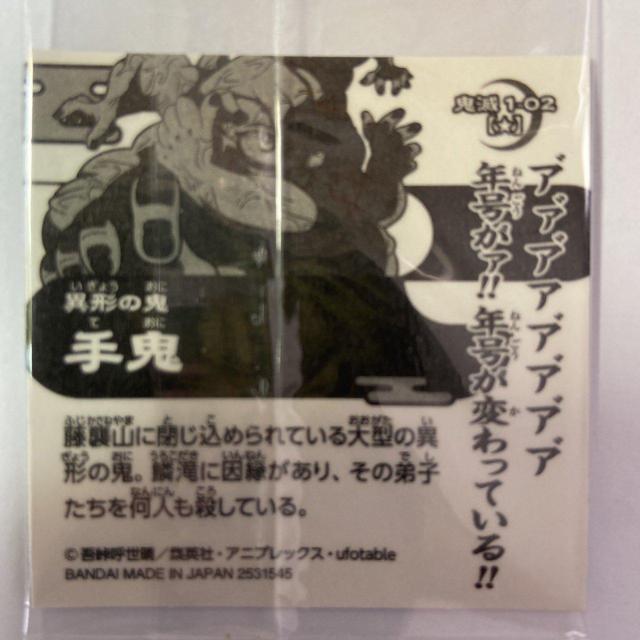 鬼滅 1-02
[火]
ア゛ア゜ア゜ア゛ア゛ア゛ア゛ア
年号がァ!!年号が変わっている!!
異形の鬼
手鬼
藤襲山に閉じ込められている大型の異
形の鬼。鱗滝に因縁があり、その弟子
たちを何人も殺している。
©吾峠呼世晴/集英社・アニプレックス・ufotable
BANDAI MADE IN JAPAN 2531545